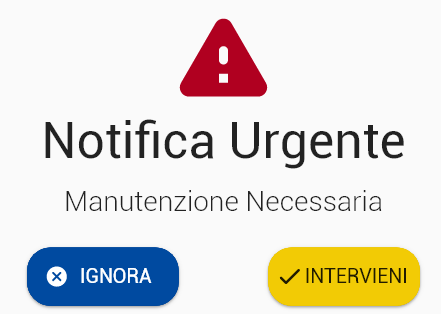 Notifica Urgente
Manutenzione Necessaria
IGNORA
INTERVIENI